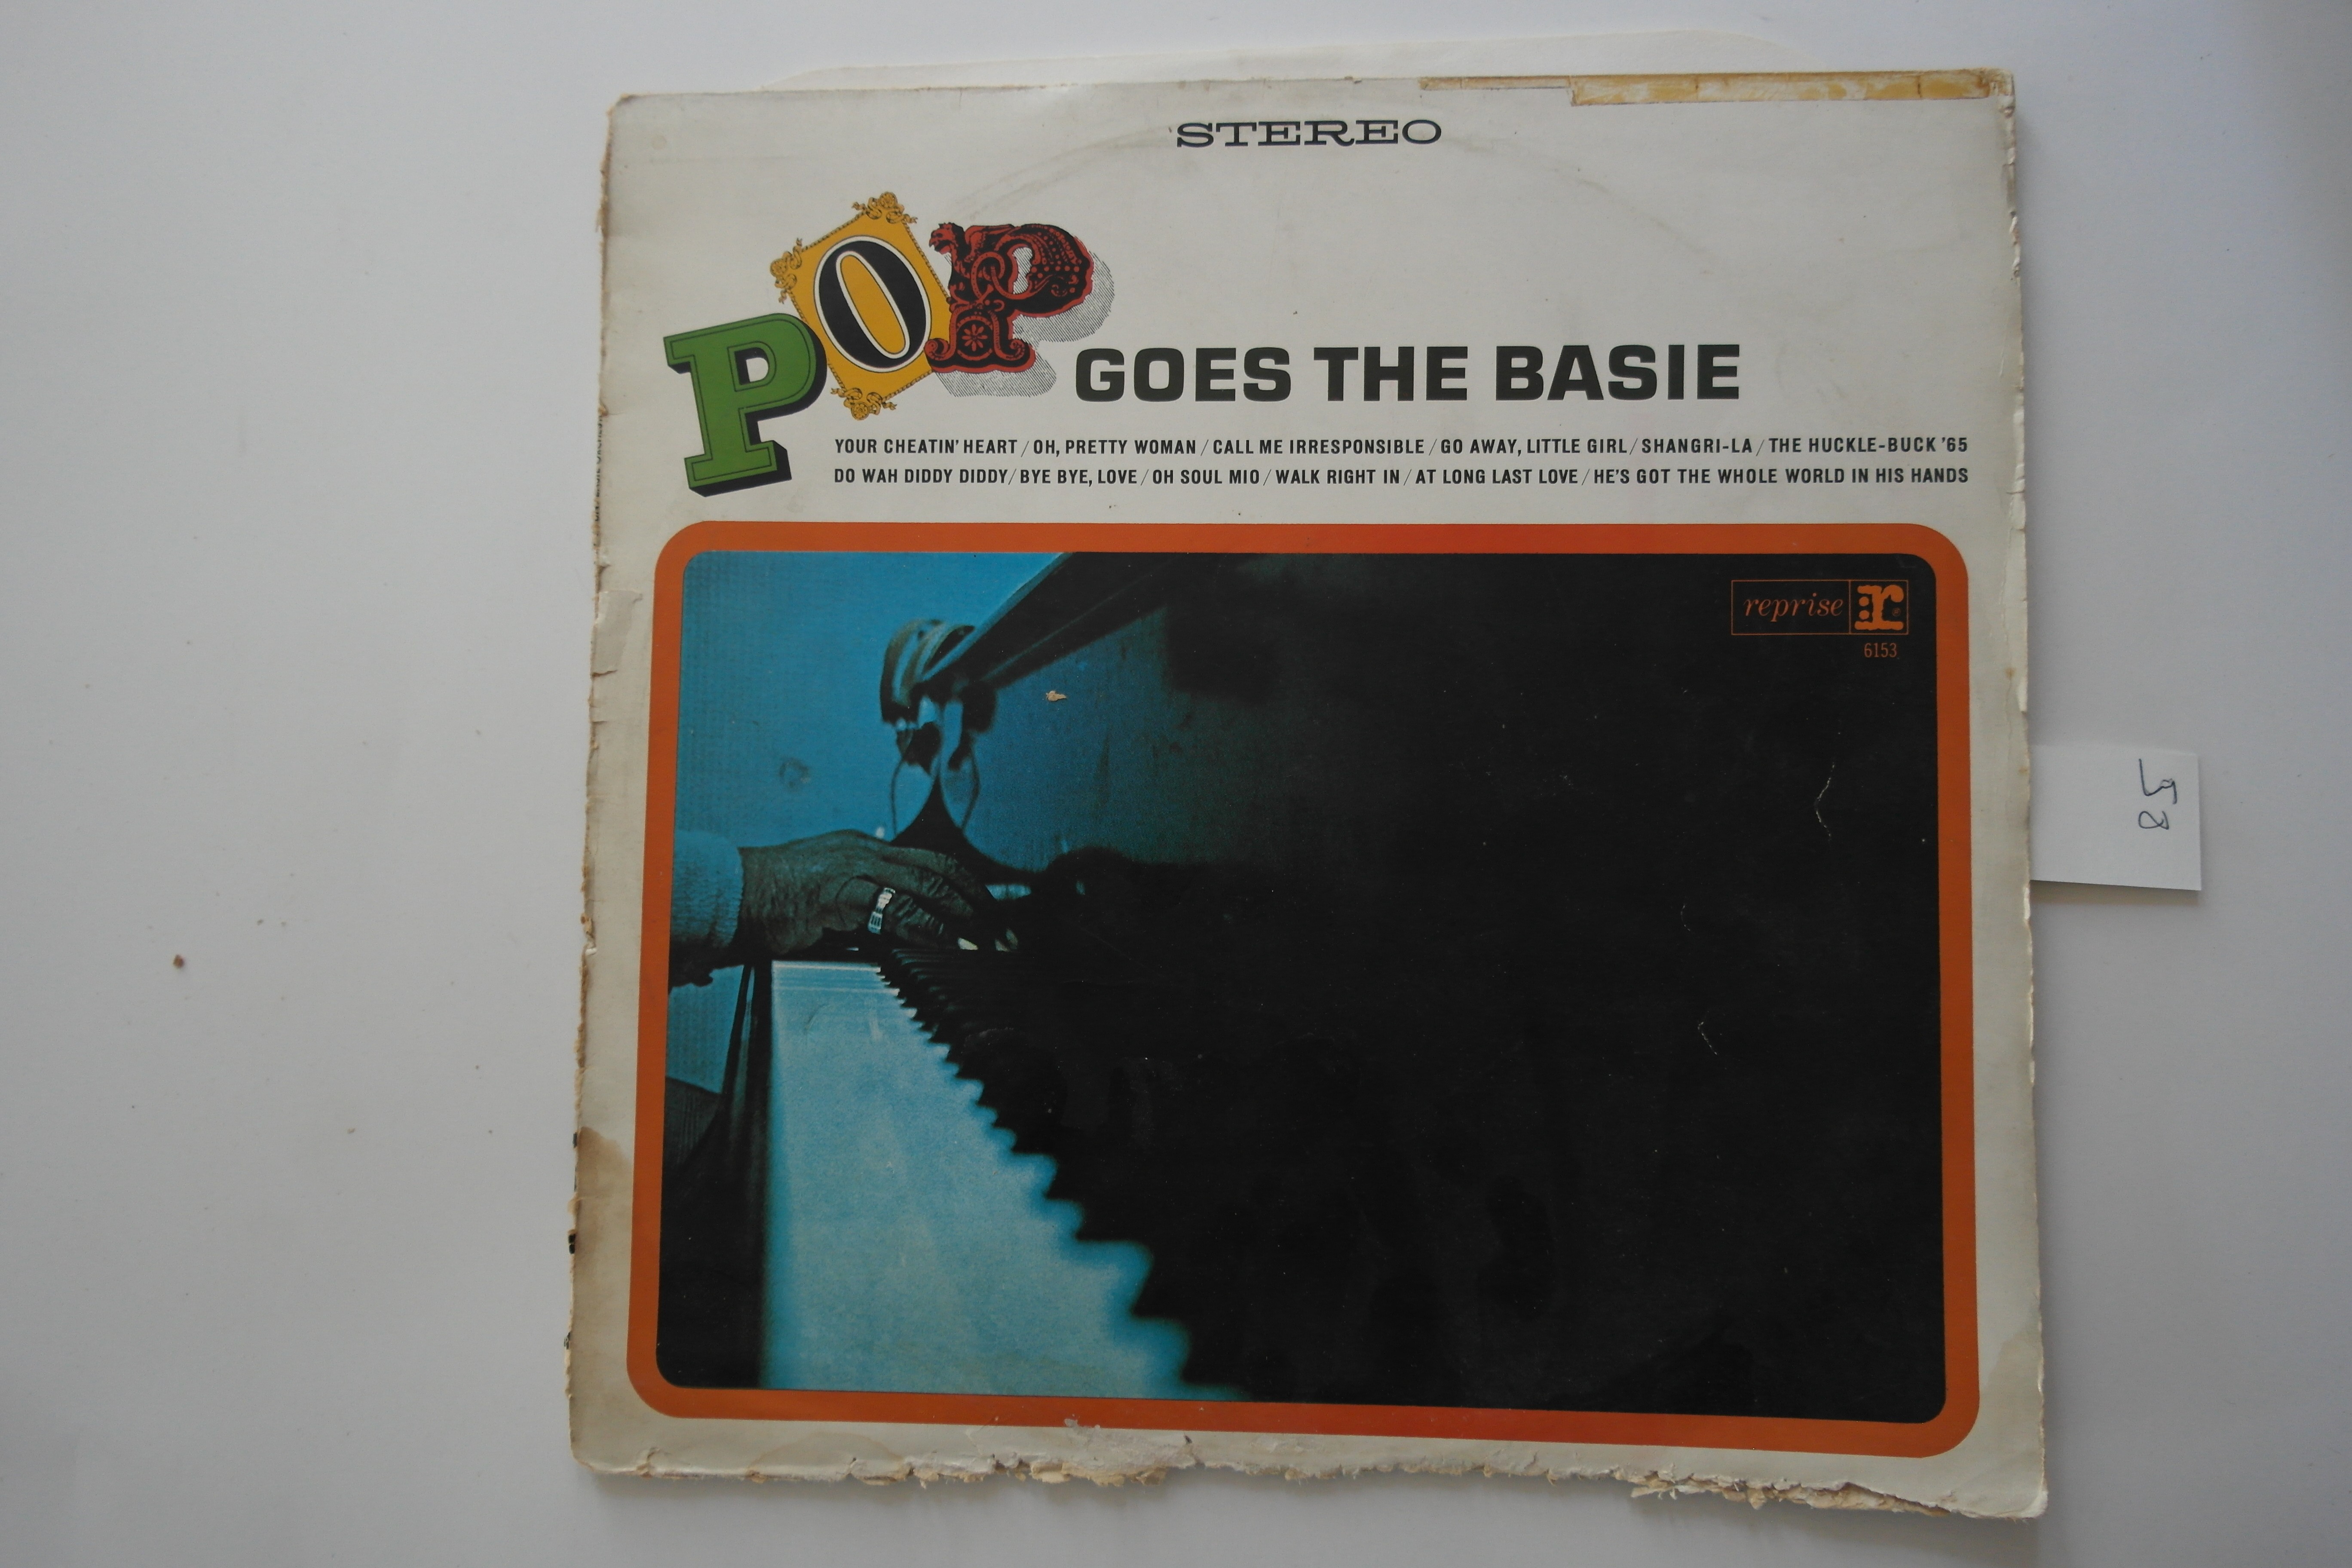 STEREO
POP GOES THE BASIE
YOUR CHEATIN' HEART / OH, PRETTY WOMAN / CALL ME IRRESPONSIBLE / GO AWAY, LITTLE GIRL / SHANGRI-LA / THE HUCKLE-BUCK '65
DO WAH DIDDY DIDDY / BYE BYE, LOVE / OH SOUL MIO / WALK RIGHT IN / AT LONG LAST LOVE / HE'S GOT THE WHOLE WORLD IN HIS HANDS
reprise r
6153
58